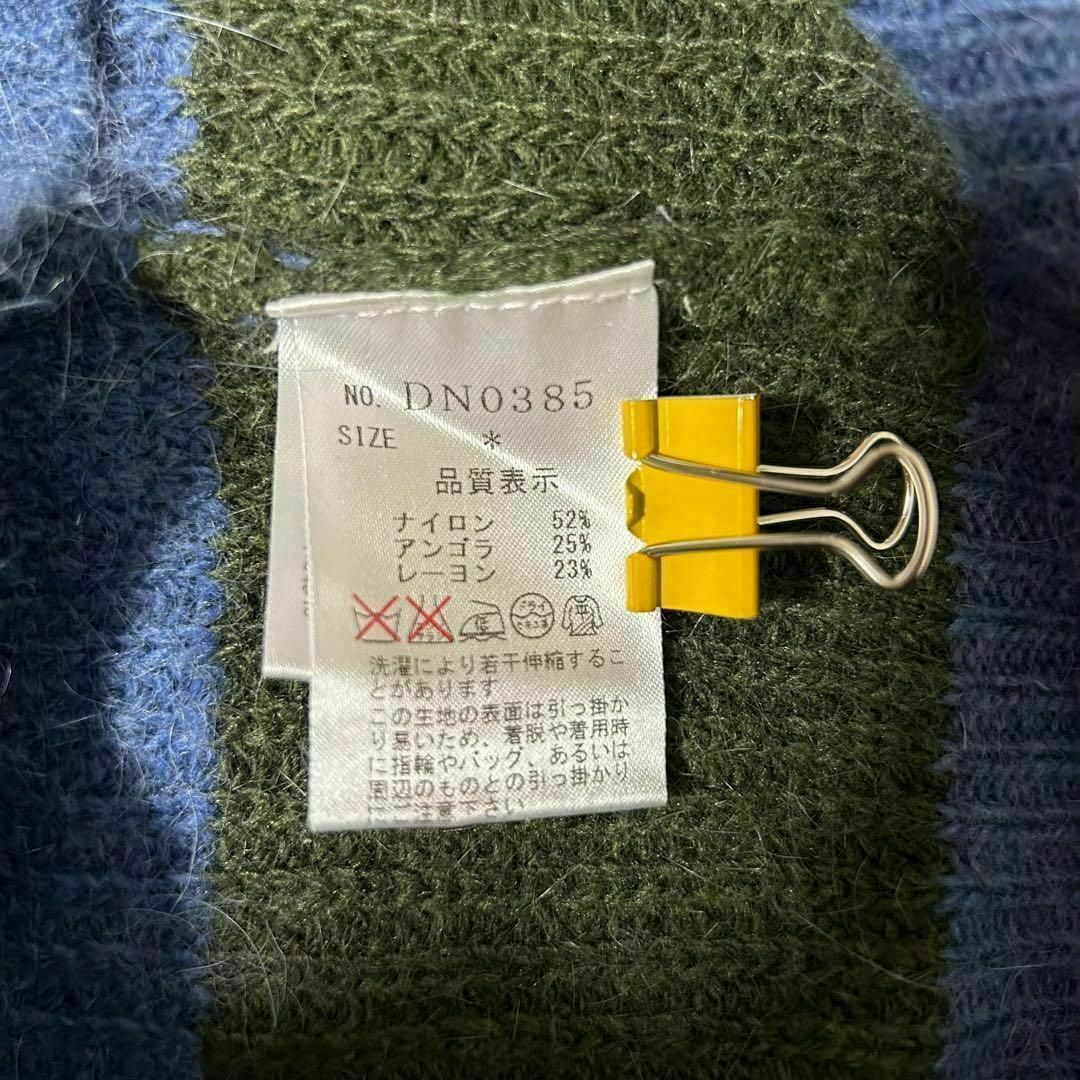 NO. DN0385
SIZE *
品質表示
ナイロン 52%
アンゴラ 25%
レーヨン 23%
中
ドライ
洗濯により若干伸縮するこ
とがあります
この生地の表面は引っ掛か
り易いため、着脱や着用時
に指輪やバッグ、あるいは
周辺のものとの引っ掛かり
にご注意下さい